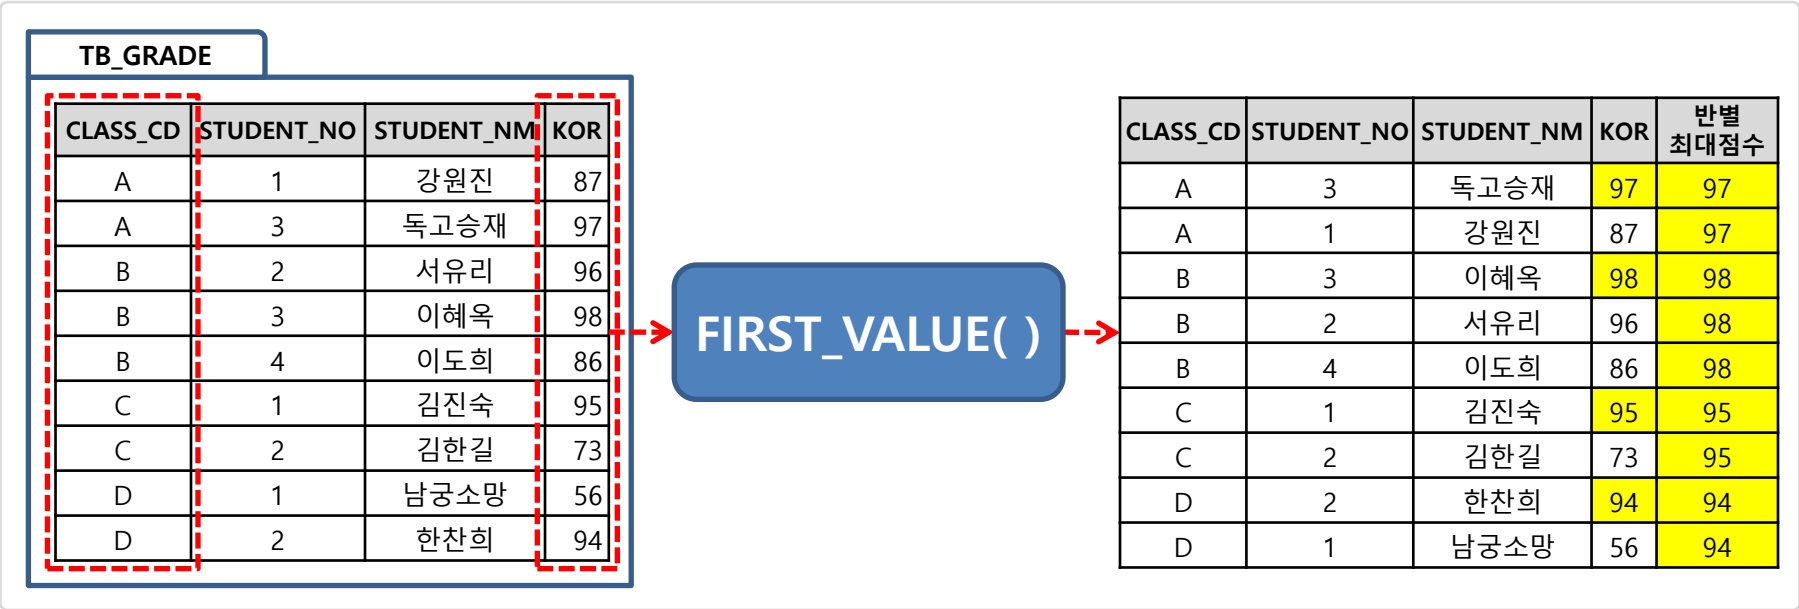 TB_GRADE
CLASS_CD STUDENT_NO STUDENT_NM KOR
A 1 강원진 87
A 3 독고승재 97
B 2 서유리 96
B 3 이혜옥 98
B 4 이도희 86
C 1 김진숙 95
C 2 김한길 73
D 1 남궁소망 56
D 2 한찬희 94
FIRST_VALUE( )
CLASS_CD STUDENT_NO STUDENT_NM KOR 반별
최대점수
A 3 독고승재 97 97
A 1 강원진 87 97
B 3 이혜옥 98 98
B 2 서유리 96 98
B 4 이도희 86 98
C 1 김진숙 95 95
C 2 김한길 73 95
D 2 한찬희 94 94
D 1 남궁소망 56 94